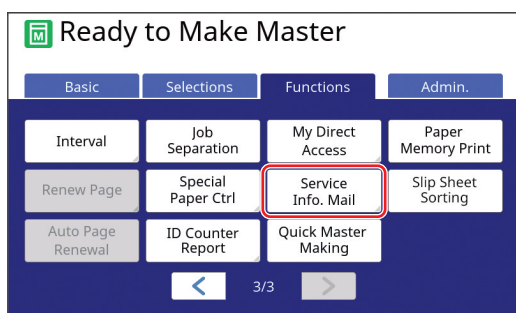 M
Ready to Make Master
Basic
Selections
Functions
Admin.
Interval
Job
Separation
My Direct
Access
Paper
Memory Print
Renew Page
Special
Paper Ctrl
Service
Info. Mail
Slip Sheet
Sorting
Auto Page
Renewal
ID Counter
Report
Quick Master
Making
3/3